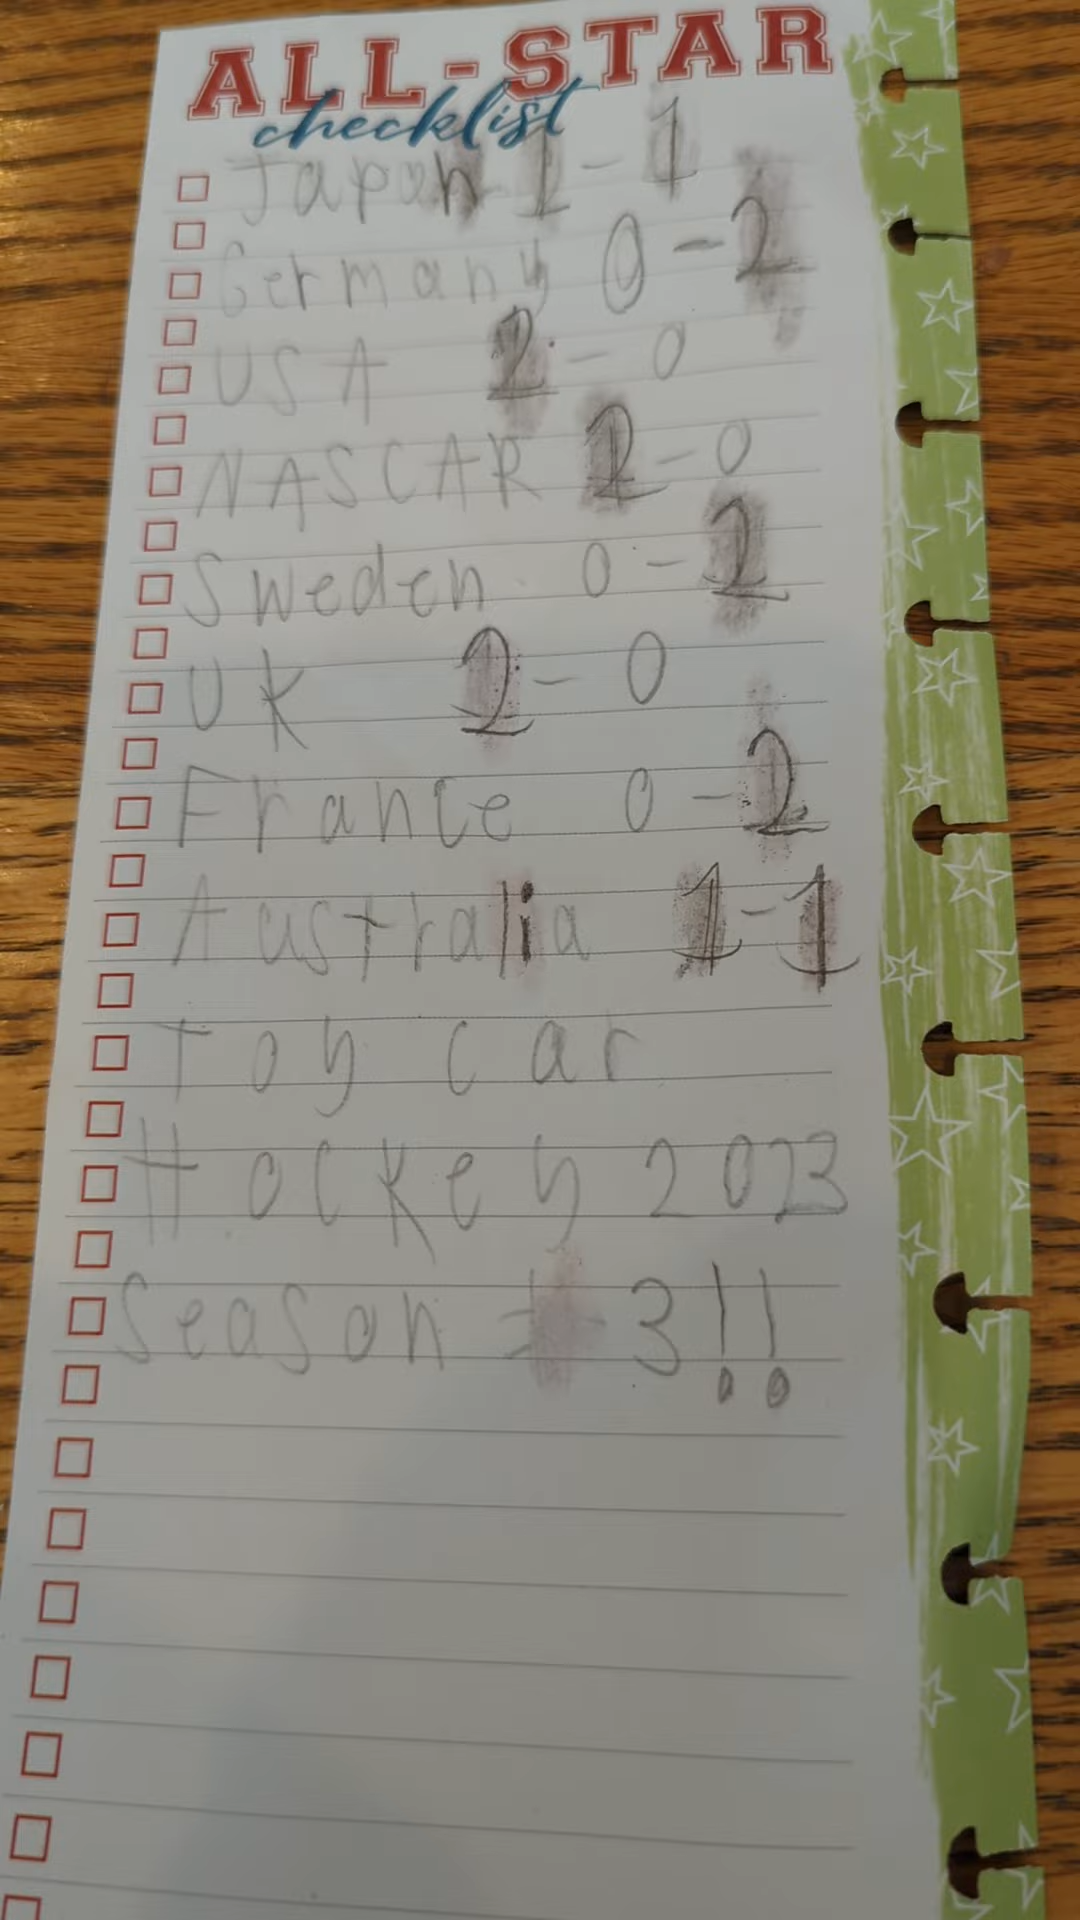 ALL-STAR
checklist
Japan 1-1
Germany 0-2
USA 2-0
NASCAR 2-0
Sweden 0-2
UK 2-0
France 0-2
Australia 1-1
Toy car
Hockey 2023
Season = 3!!